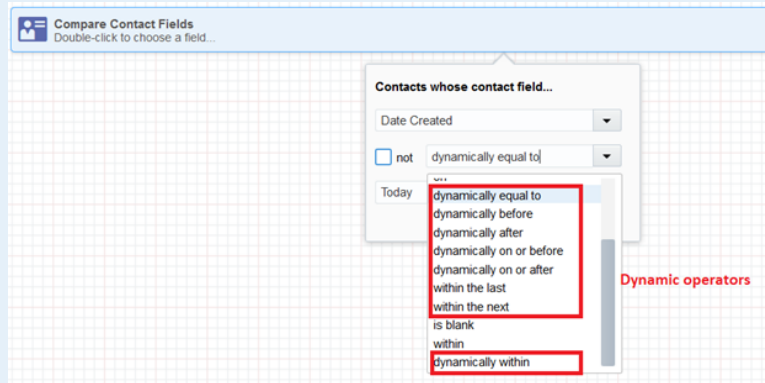 Compare Contact Fields
Double-click to choose a field...
Contacts whose contact field...
Date Created
not dynamically equal to
Today
dynamically equal to
dynamically before
dynamically after
dynamically on or before
dynamically on or after
within the last
within the next
is blank
within
dynamically within
Dynamic operators